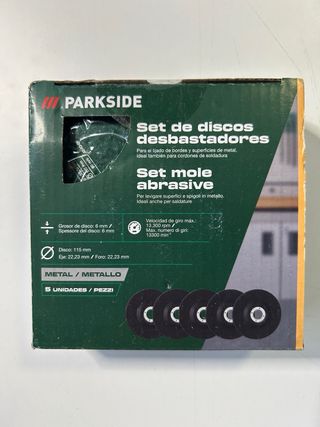 PARKSIDE
Set de discos
desbastadores
Para el lijado de bordes y superficies de metal.
Ideal también para cordones de soldadura
Set mole
abrasive
Per levigare superfici e spigoli in metallo.
Ideali anche per saldature
Grosor de disco: 6 mm /
Spessore del disco: 6 mm
Velocidad de giro máx.:
13.300 rpm /
Max. numero di giri:
13300 min⁻¹
Disco: 115 mm
Eje: 22,23 mm / Foro: 22,23 mm
METAL / METALLO
5 UNIDADES / PEZZI